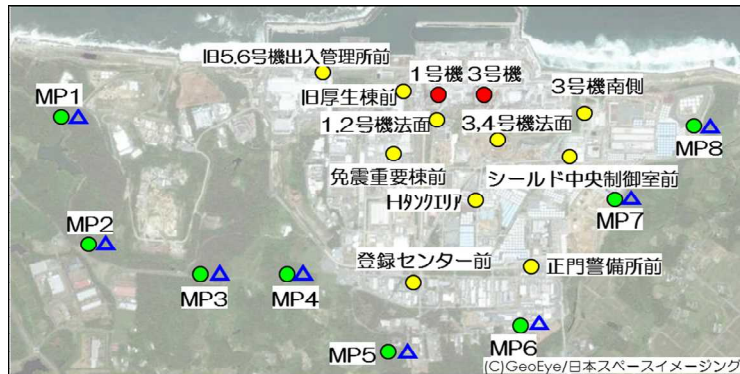 旧5,6号機出入管理所前
1号機 3号機
旧厚生棟前
3号機南側
MP1
1,2号機法面
3,4号機法面
MP8
免震重要棟前
シールド中央制御室前
Hタンクエリア
MP7
MP2
登録センター前
正門警備所前
MP3
MP4
MP5
MP6
(C)GeoEye/日本スペースイメージング